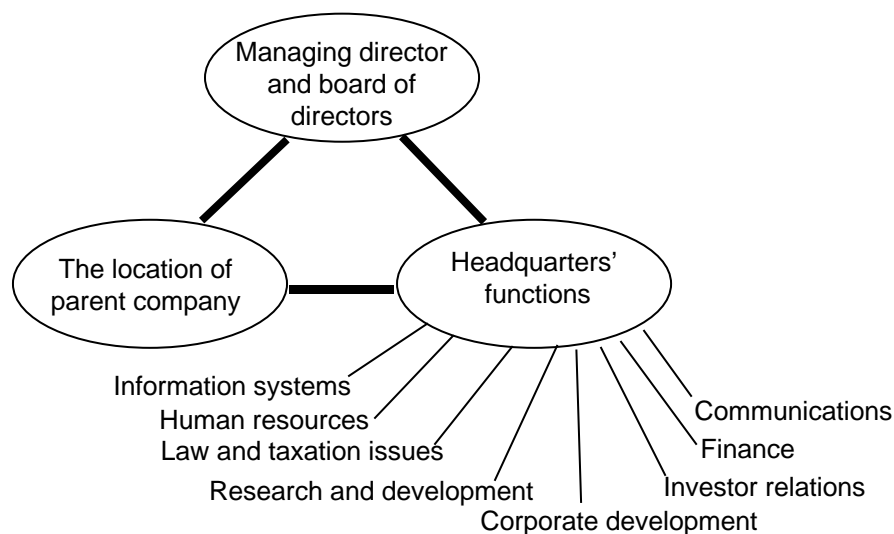 Managing director
and board of
directors
The location of
parent company
Headquarters’
functions
Information systems
Human resources
Law and taxation issues
Research and development
Corporate development
Investor relations
Finance
Communications